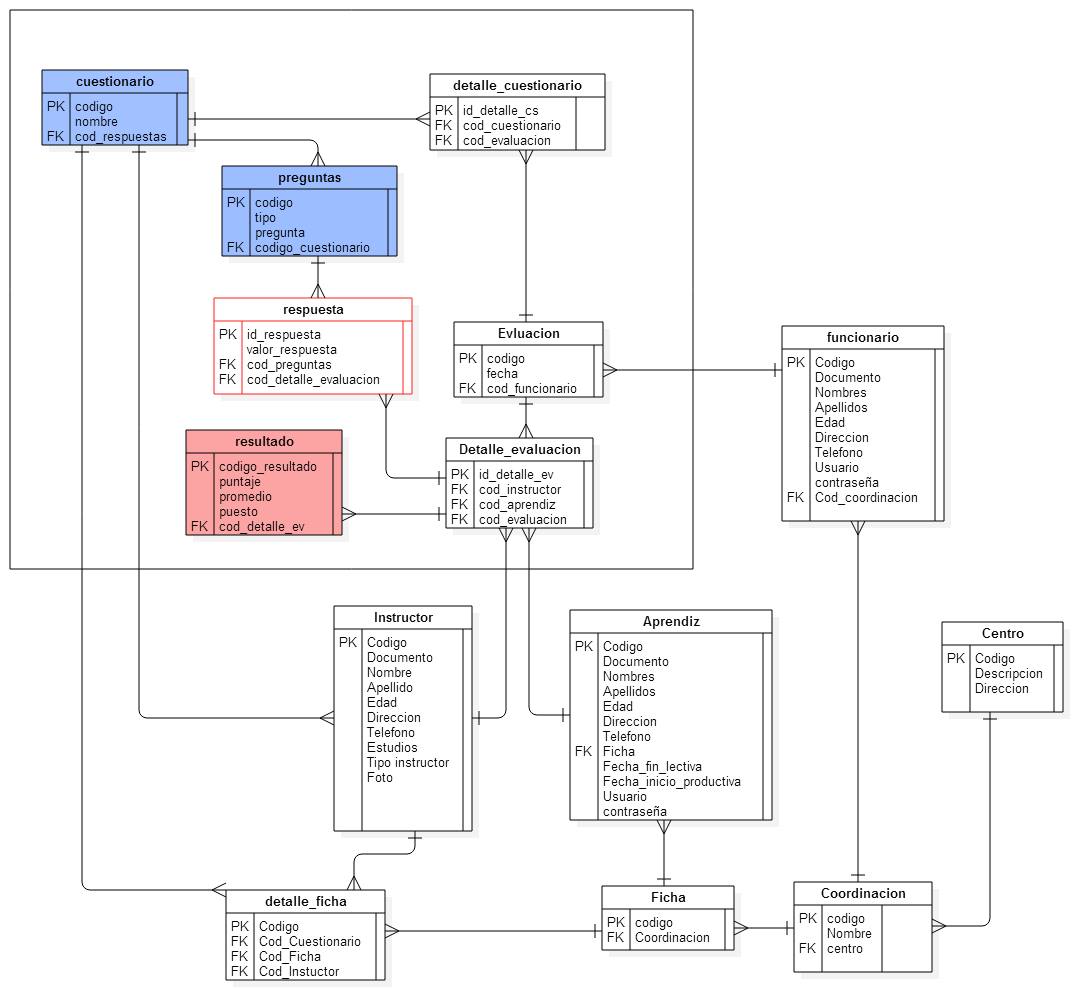 cuestionario
PK codigo
nombre
FK cod_respuestas
detalle_cuestionario
PK id_detalle_cs
FK cod_cuestionario
FK cod_evaluacion
preguntas
PK codigo
tipo
pregunta
FK codigo_cuestionario
respuesta
PK id_respuesta
valor_respuesta
FK cod_preguntas
FK cod_detalle_evaluacion
Evluacion
PK codigo
fecha
FK cod_funcionario
funcionario
PK Codigo
Documento
Nombres
Apellidos
Edad
Direccion
Telefono
Usuario
contraseña
FK Cod_coordinacion
resultado
PK codigo_resultado
puntaje
promedio
puesto
FK cod_detalle_ev
Detalle_evaluacion
PK id_detalle_ev
FK cod_instructor
FK cod_aprendiz
FK cod_evaluacion
Instructor
PK Codigo
Documento
Nombre
Apellido
Edad
Direccion
Telefono
Estudios
Tipo instructor
Foto
Aprendiz
PK Codigo
Documento
Nombres
Apellidos
Edad
Direccion
Telefono
FK Ficha
Fecha_fin_lectiva
Fecha_inicio_productiva
Usuario
contraseña
Centro
PK Codigo
Descripcion
Direccion
detalle_ficha
PK Codigo
FK Cod_Cuestionario
FK Cod_Ficha
FK Cod_Instuctor
Ficha
PK codigo
FK Coordinacion
Coordinacion
PK codigo
Nombre
FK centro